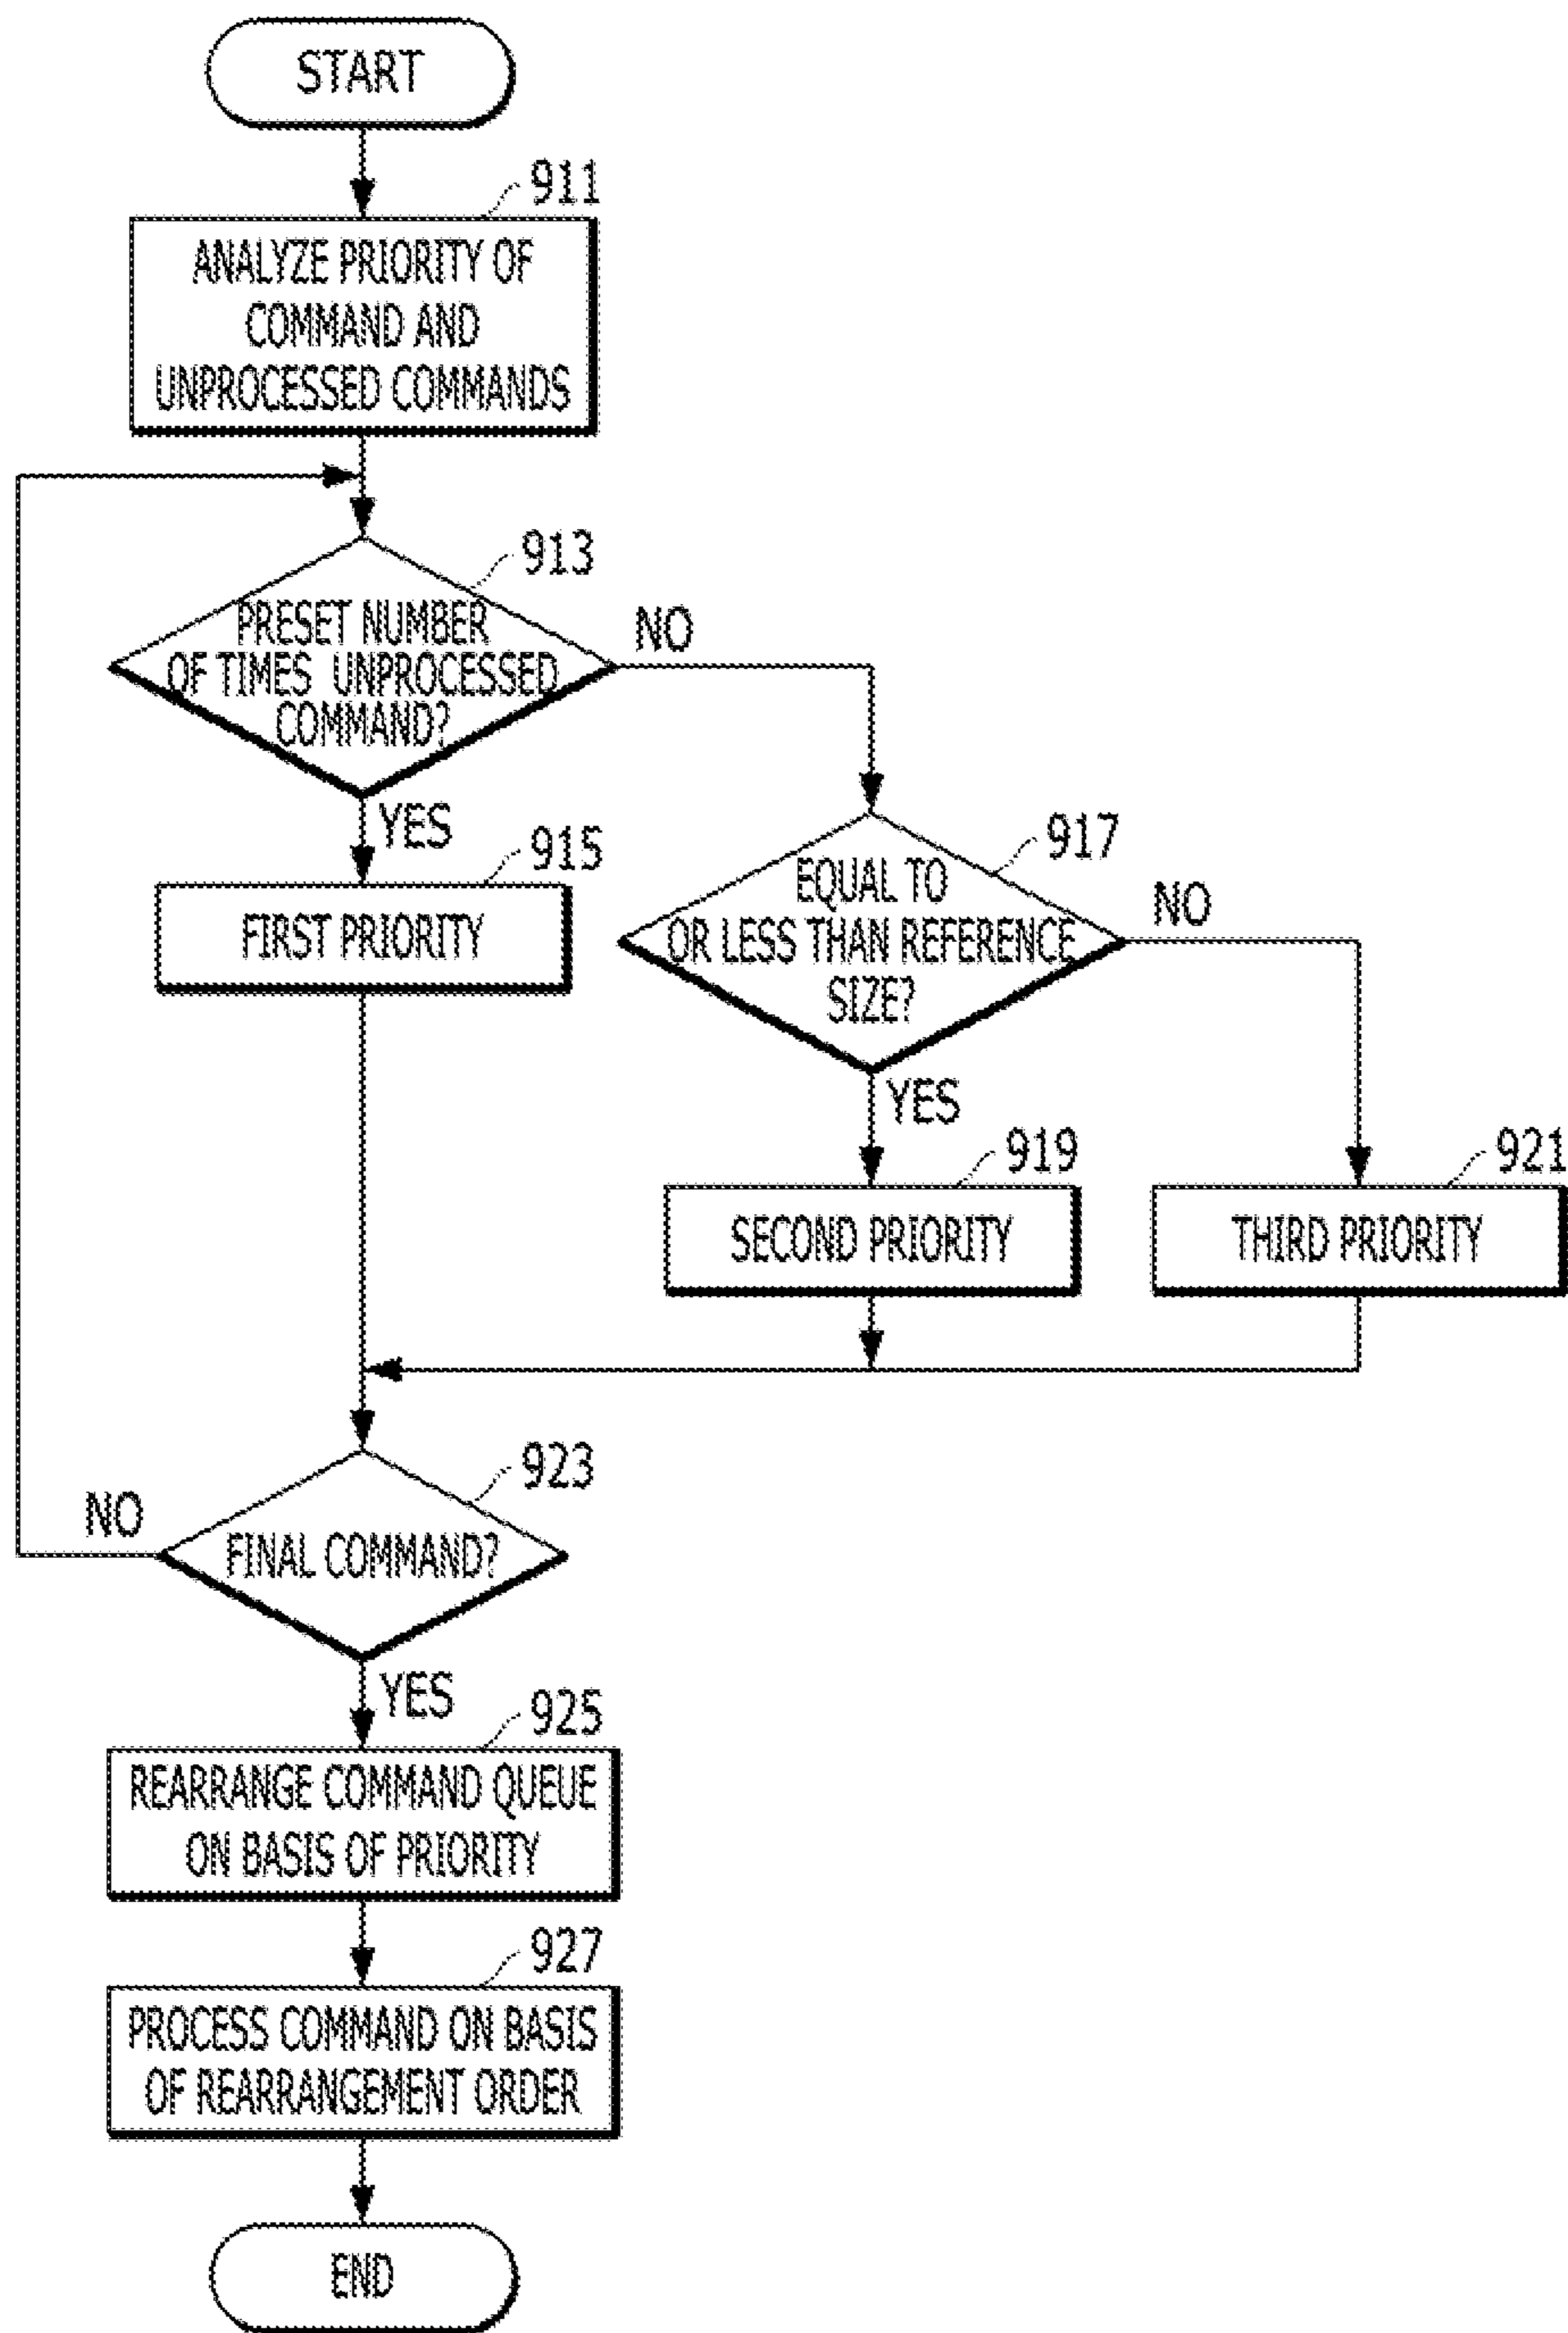 START
911
ANALYZE PRIORITY OF
COMMAND AND
UNPROCESSED COMMANDS
913
PRESET NUMBER
OF TIMES UNPROCESSED
COMMAND?
NO
YES
915
FIRST PRIORITY
917
EQUAL TO
OR LESS THAN REFERENCE
SIZE?
NO
YES
919
SECOND PRIORITY
921
THIRD PRIORITY
923
FINAL COMMAND?
NO
YES
925
REARRANGE COMMAND QUEUE
ON BASIS OF PRIORITY
927
PROCESS COMMAND ON BASIS
OF REARRANGEMENT ORDER
END